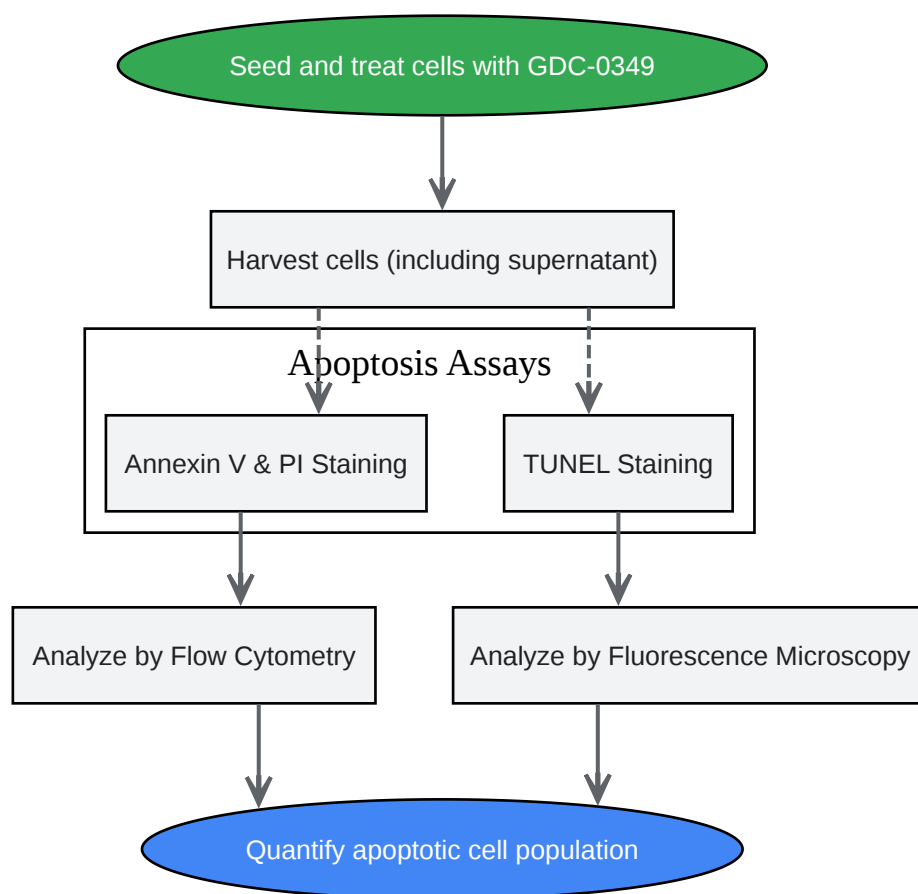 Seed and treat cells with GDC-0349
Harvest cells (including supernatant)
Apoptosis Assays
Annexin V & PI Staining
TUNEL Staining
Analyze by Flow Cytometry
Analyze by Fluorescence Microscopy
Quantify apoptotic cell population